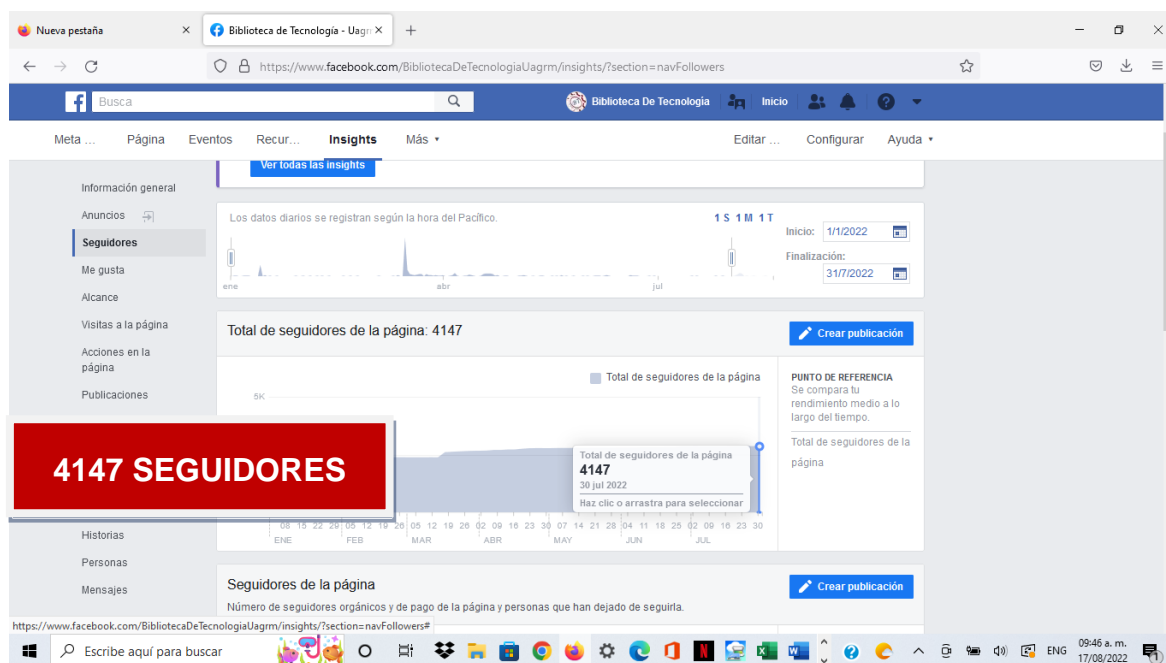 Nueva pestaña
Biblioteca de Tecnología - Uagr
https://www.facebook.com/BibliotecaDeTecnologiaUagrm/insights/?section=navFollowers
Busca
Biblioteca De Tecnología
Inicio
Meta ... Página Eventos Recur... Insights Más Editar ... Configurar Ayuda
Ver todas las insights
Información general
Anuncios
Seguidores
Me gusta
Alcance
Visitas a la página
Acciones en la
página
Publicaciones
Historias
Personas
Mensajes
Los datos diarios se registran según la hora del Pacífico.
1 S 1 M 1 T
Inicio: 1/1/2022
Finalización:
31/7/2022
ene abr jul
Total de seguidores de la página: 4147
Crear publicación
Total de seguidores de la página
5K
PUNTO DE REFERENCIA
Se compara tu
rendimiento medio a lo
largo del tiempo.
Total de seguidores de la
página
4147 SEGUIDORES
Total de seguidores de la página
4147
30 jul 2022
Haz clic o arrastra para seleccionar
08 15 22 29 05 12 19 26 05 12 19 26 02 09 16 23 30 07 14 21 28 04 11 18 25 02 09 16 23 30
ENE FEB MAR ABR MAY JUN JUL
Seguidores de la página
Crear publicación
Número de seguidores orgánicos y de pago de la página y personas que han dejado de seguirla.
https://www.facebook.com/BibliotecaDeTecnologiaUagrm/insights/?section=navFollowers#
Escribe aquí para buscar
ENG
09:46 a. m.
17/08/2022